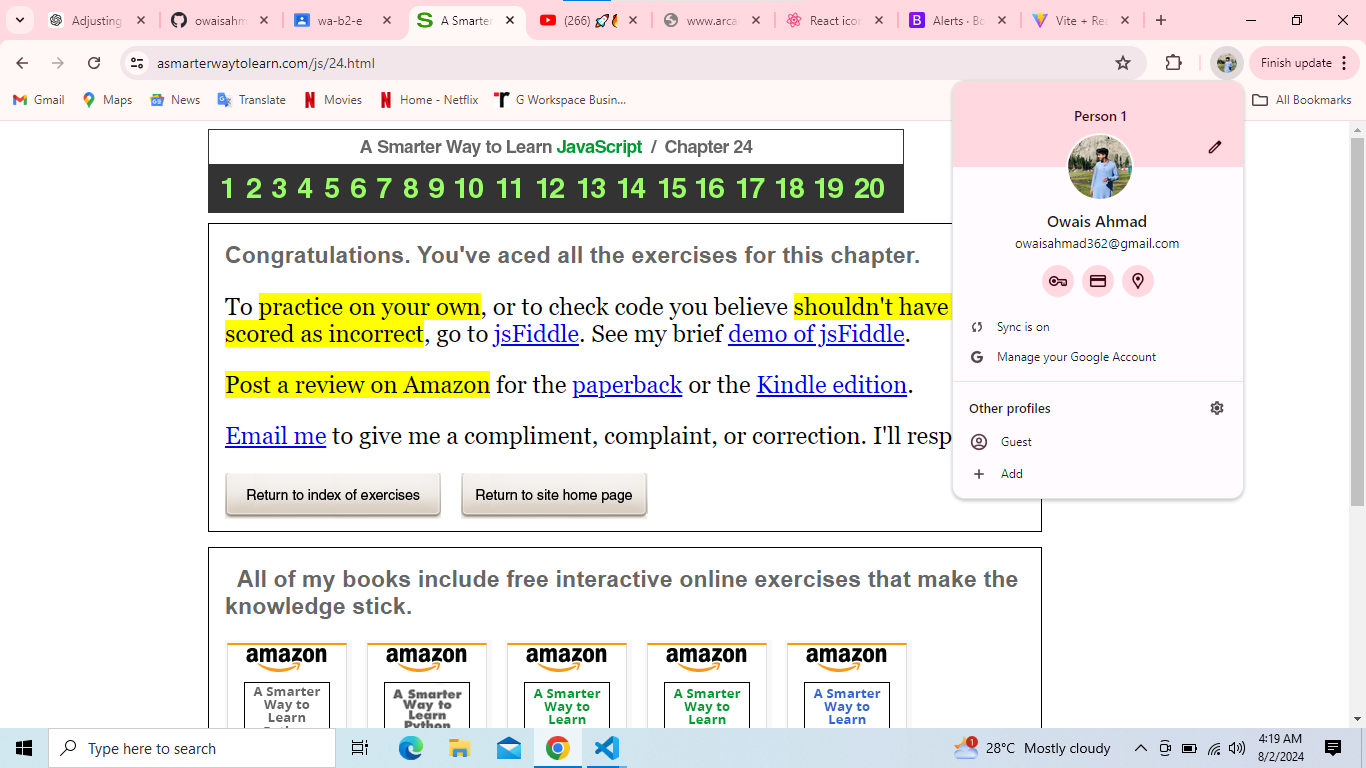 Adjusting
owaisahm
wa-b2-e
A Smarter
(266)
www.arca
React icon
Alerts · Bo
Vite + Rea
asmarterwaytolearn.com/js/24.html
Finish update
Gmail
Maps
News
Translate
Movies
Home - Netflix
G Workspace Busin...
All Bookmarks
A Smarter Way to Learn JavaScript / Chapter 24
1 2 3 4 5 6 7 8 9 10 11 12 13 14 15 16 17 18 19 20
Congratulations. You've aced all the exercises for this chapter.
To practice on your own, or to check code you believe shouldn't have
scored as incorrect, go to jsFiddle. See my brief demo of jsFiddle.
Post a review on Amazon for the paperback or the Kindle edition.
Email me to give me a compliment, complaint, or correction. I'll resp
Return to index of exercises
Return to site home page
Person 1
Owais Ahmad
owaisahmad362@gmail.com
Sync is on
Manage your Google Account
Other profiles
Guest
Add
All of my books include free interactive online exercises that make the
knowledge stick.
amazon
amazon
amazon
amazon
amazon
A Smarter
Way to
Learn
A Smarter
Way to
Learn
Python
A Smarter
Way to
Learn
A Smarter
Way to
Learn
A Smarter
Way to
Learn
Type here to search
1
28°C Mostly cloudy
4:19 AM
8/2/2024